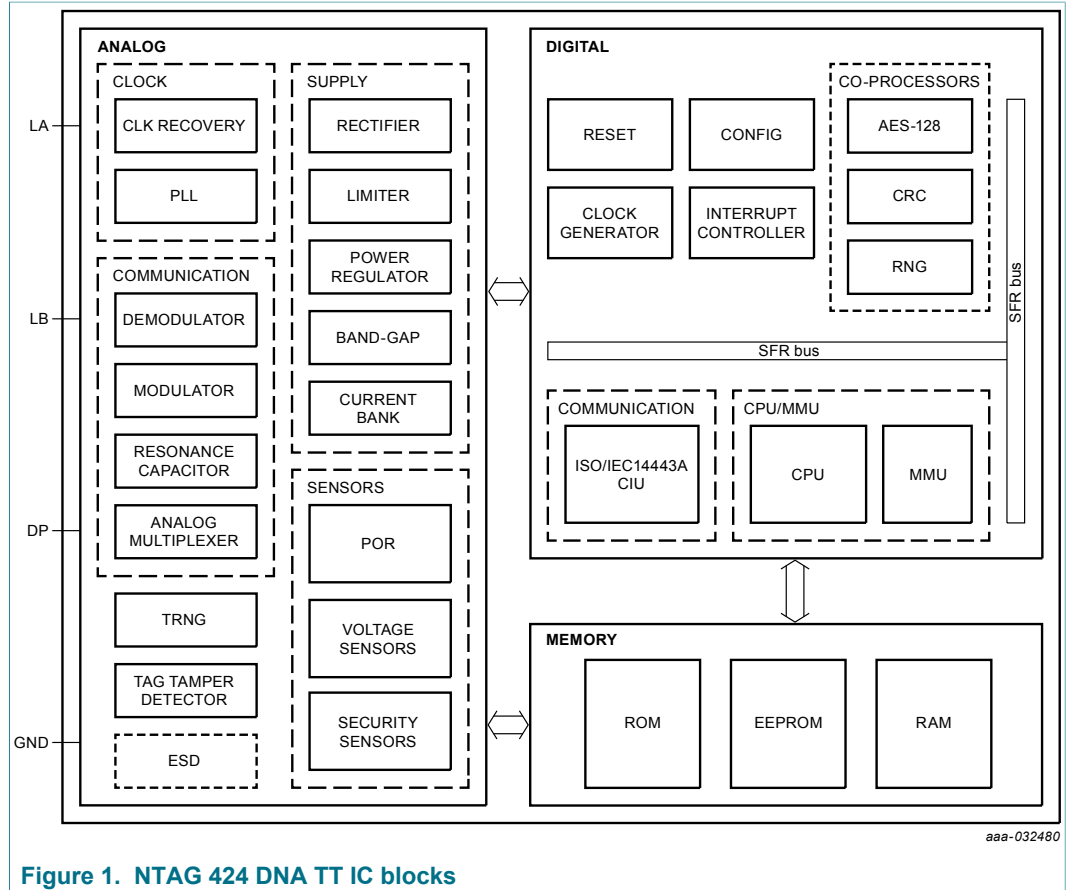 ANALOG
CLOCK
CLK RECOVERY
PLL
COMMUNICATION
DEMODULATOR
MODULATOR
RESONANCE
CAPACITOR
ANALOG
MULTIPLEXER
TRNG
TAG TAMPER
DETECTOR
ESD
SUPPLY
RECTIFIER
LIMITER
POWER
REGULATOR
BAND-GAP
CURRENT
BANK
SENSORS
POR
VOLTAGE
SENSORS
SECURITY
SENSORS
LA
LB
DP
GND
DIGITAL
RESET
CONFIG
CLOCK
GENERATOR
INTERRUPT
CONTROLLER
CO-PROCESSORS
AES-128
CRC
RNG
SFR bus
SFR bus
COMMUNICATION
ISO/IEC14443A
CIU
CPU/MMU
CPU
MMU
MEMORY
ROM
EEPROM
RAM
aaa-032480
Figure 1. NTAG 424 DNA TT IC blocks